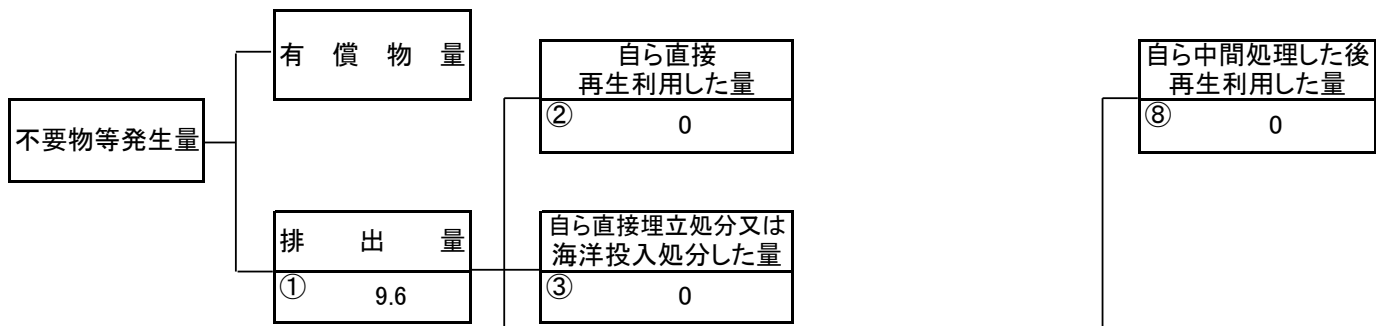 不要物等発生量
有償物量
排出量
① 9.6
自ら直接
再生利用した量
② 0
自ら直接埋立処分又は
海洋投入処分した量
③ 0
自ら中間処理した後
再生利用した量
⑧ 0